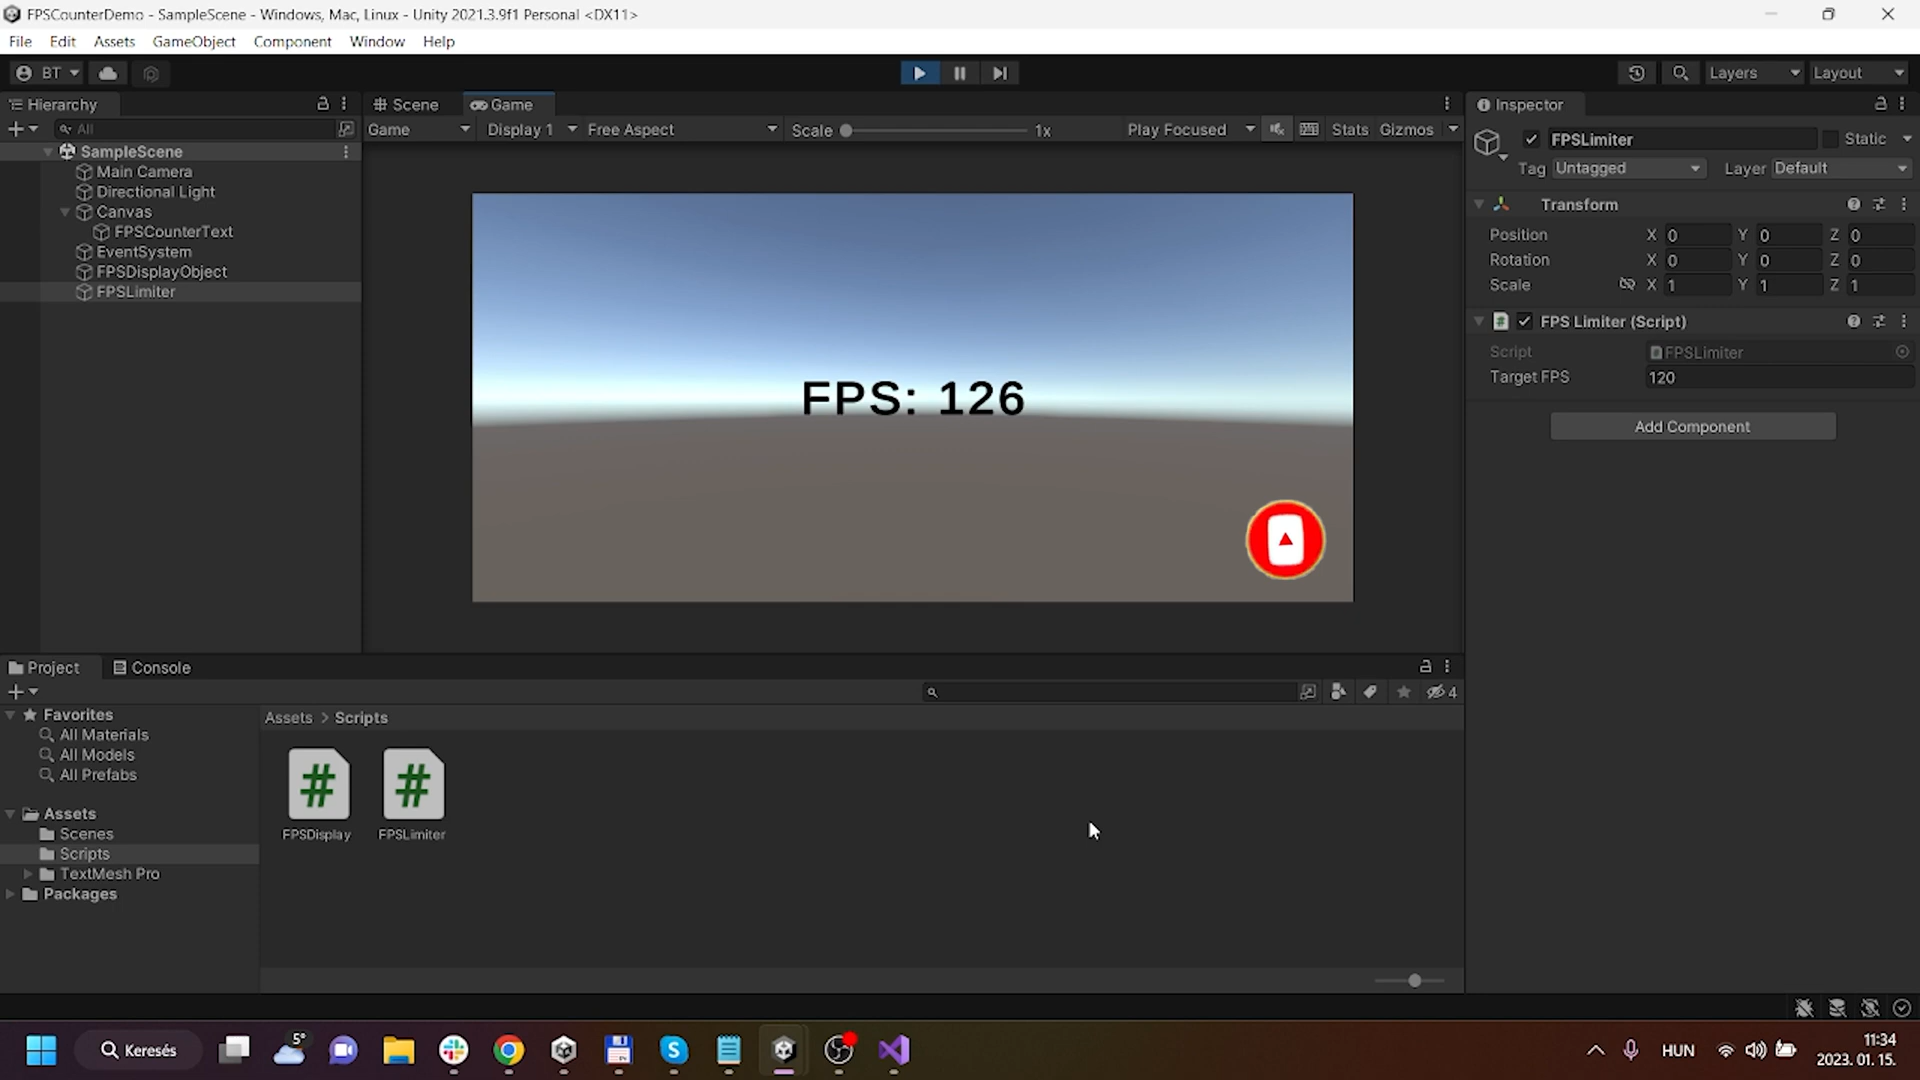 FPSCounterDemo - SampleScene - Windows, Mac, Linux - Unity 2021.3.9f1 Personal <DX11>
File Edit Assets GameObject Component Window Help
BT Layers Layout
Hierarchy
All
SampleScene
Main Camera
Directional Light
Canvas
FPSCounterText
EventSystem
FPSDisplayObject
FPSLimiter
Scene Game
Game Display 1 Free Aspect Scale 1x Play Focused Stats Gizmos
FPS: 126
Inspector
FPSLimiter Static
Tag Untagged Layer Default
Transform
Position X 0 Y 0 Z 0
Rotation X 0 Y 0 Z 0
Scale X 1 Y 1 Z 1
# FPS Limiter (Script)
Script FPSLimiter
Target FPS 120
Add Component
Project Console
4
Favorites
All Materials
All Models
All Prefabs
Assets
Scenes
Scripts
TextMesh Pro
Packages
Assets > Scripts
# #
FPSDisplay FPSLimiter
5°
Keresés
HUN
11:34
2023. 01. 15.